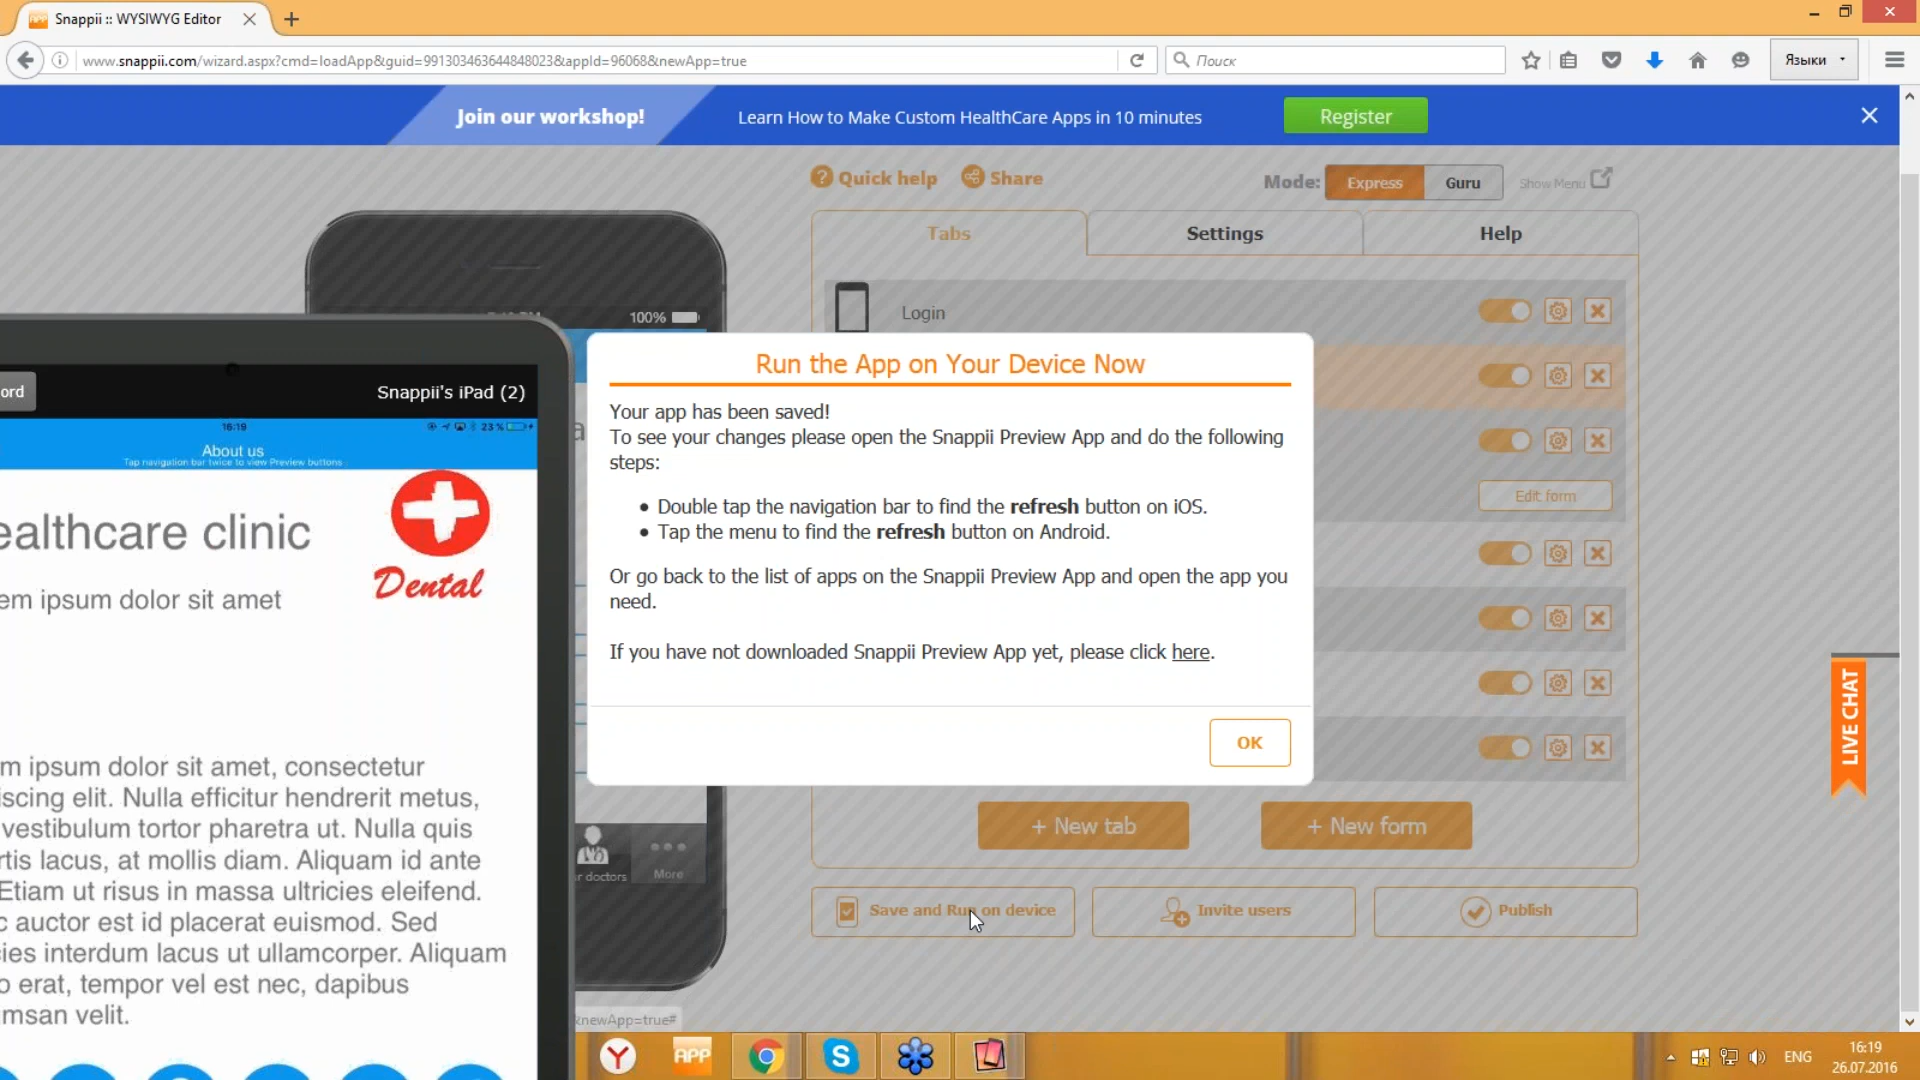 Snappii :: WYSIWYG Editor
www.snappii.com/wizard.aspx?cmd=loadApp&guid=991303463644848023&appId=96068&newApp=true
Поиск
Языки
Join our workshop!
Learn How to Make Custom HealthCare Apps in 10 minutes
Register
Quick help
Share
Mode:
Express
Guru
Show Menu
Tabs
Settings
Help
Login
100%
Run the App on Your Device Now
Your app has been saved!
To see your changes please open the Snappii Preview App and do the following
steps:
• Double tap the navigation bar to find the refresh button on iOS.
• Tap the menu to find the refresh button on Android.
Or go back to the list of apps on the Snappii Preview App and open the app you
need.
If you have not downloaded Snappii Preview App yet, please click here.
OK
Edit form
LIVE CHAT
+ New tab
+ New form
Save and Run on device
Invite users
Publish
ord
Snappii's iPad (2)
16:19
23 %
About us
Tap navigation bar twice to view Preview buttons
ealthcare clinic
Dental
em ipsum dolor sit amet
m ipsum dolor sit amet, consectetur
iscing elit. Nulla efficitur hendrerit metus,
vestibulum tortor pharetra ut. Nulla quis
rtis lacus, at mollis diam. Aliquam id ante
Etiam ut risus in massa ultricies eleifend.
c auctor est id placerat euismod. Sed
cies interdum lacus ut ullamcorper. Aliquam
o erat, tempor vel est nec, dapibus
msan velit.
r doctors
More
&newApp=true#
APP
ENG
16:19
26.07.2016